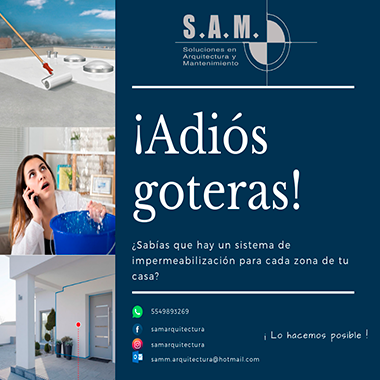 S.A.M.
Soluciones en
Arquitectura y
Mantenimiento
¡Adiós
goteras!
¿Sabías que hay un sistema de
impermeabilización para cada zona de tu
casa?
5549893269
samarquitectura
samarquitectura
samm.arquitectura@hotmail.com
¡ Lo hacemos posible !